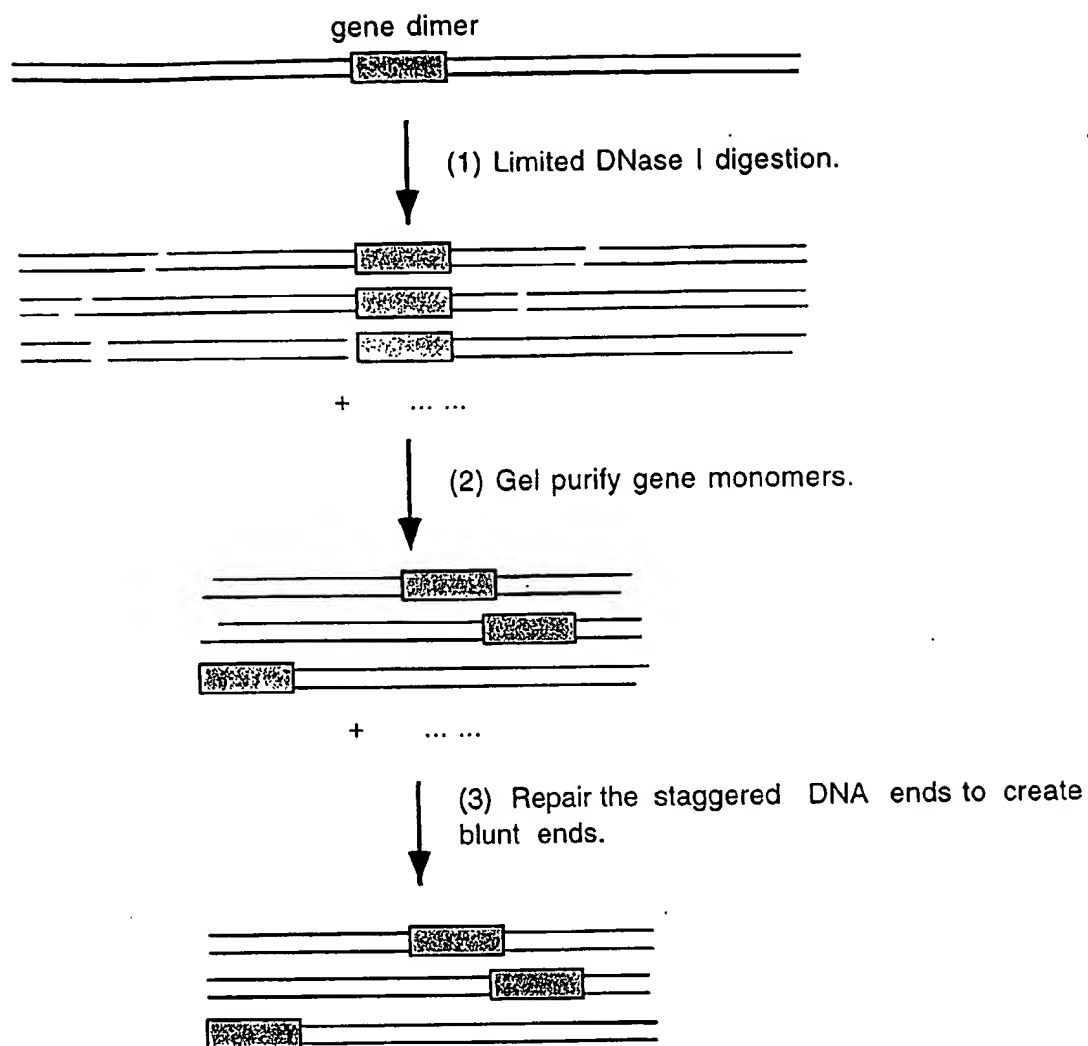 gene dimer
(1) Limited DNase I digestion.
+ ... ...
(2) Gel purify gene monomers.
+ ... ...
(3) Repair the staggered DNA ends to create
blunt ends.